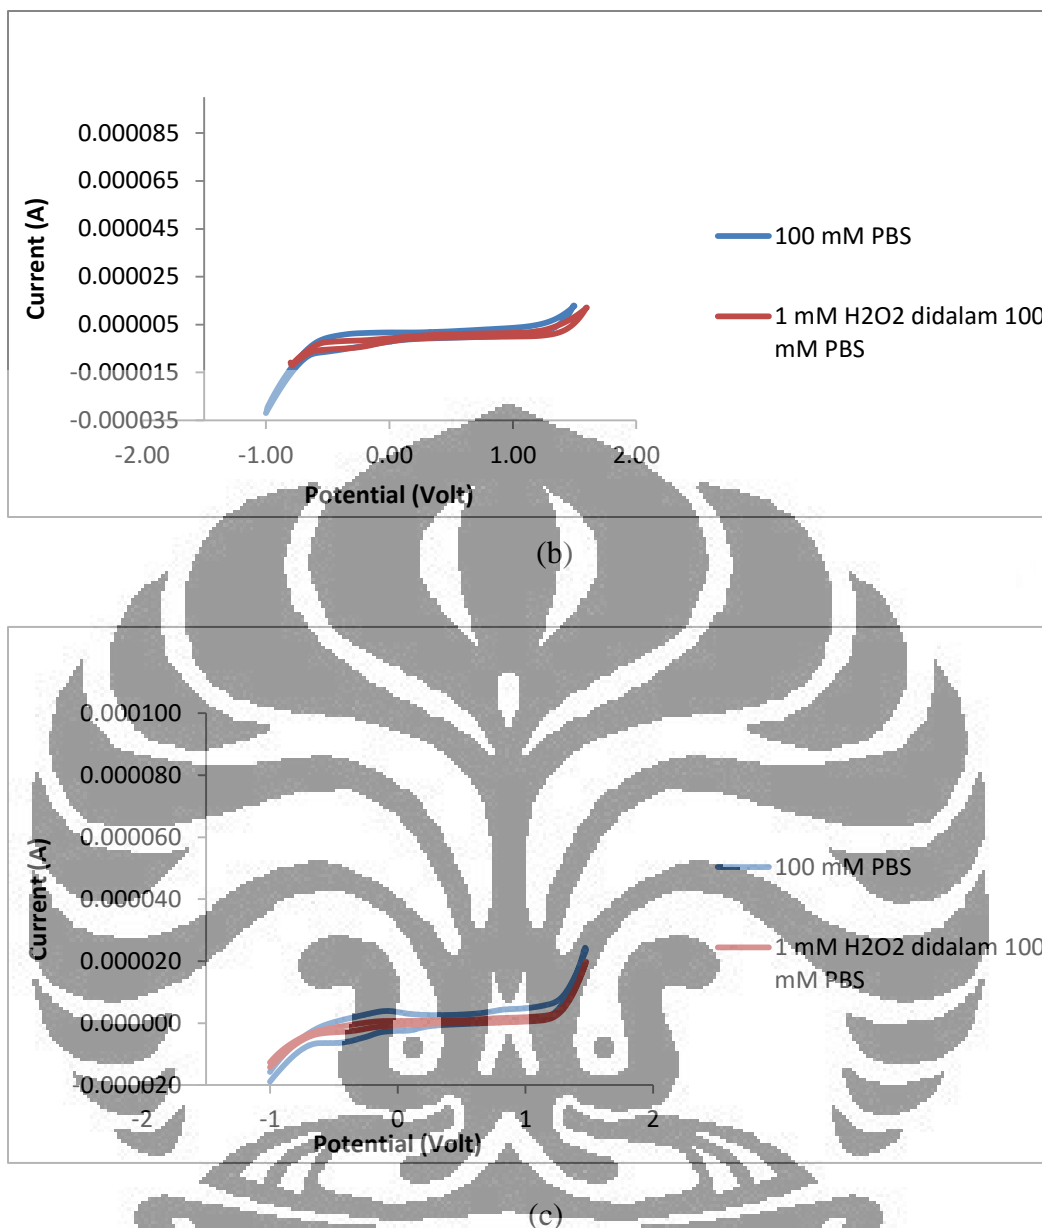 0.000085
0.000065
0.000045
0.000025
0.000005
-0.000015
-0.000035
Current (A)
-2.00 -1.00 0.00 1.00 2.00
Potential (Volt)
100 mM PBS
1 mM H2O2 didalam 100
mM PBS
(b)
0.000100
0.000080
0.000060
0.000040
0.000020
0.000000
-0.000020
Current (A)
-2 -1 0 1 2
Potential (Volt)
100 mM PBS
1 mM H2O2 didalam 100
mM PBS
(c)